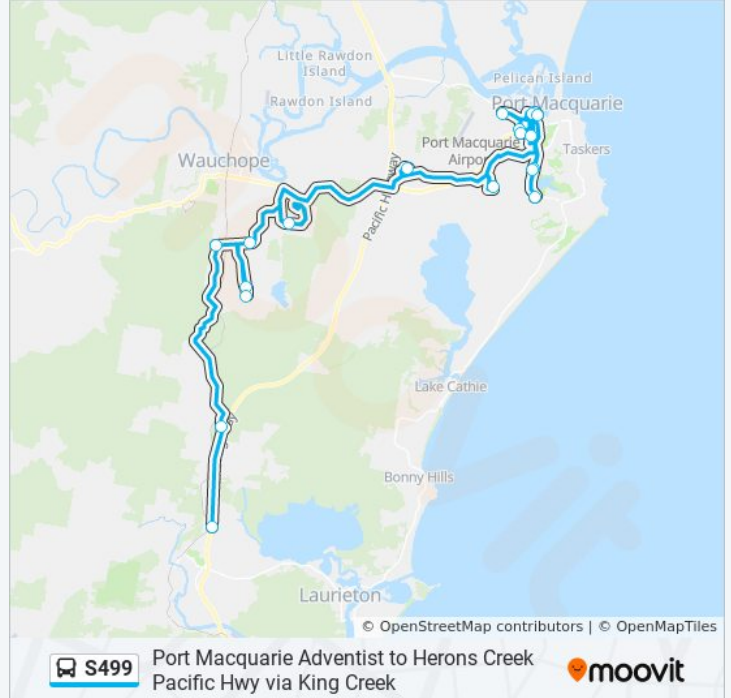 Little Rawdon
Island
Pelican Island
Rawdon Island
Port Macquarie
Port Macquarie
Airport
Taskers
Wauchope
Pacific Highway
Lake Cathie
Bonny Hills
Laurieton
© OpenStreetMap contributors | © OpenMapTiles
S499
Port Macquarie Adventist to Herons Creek
Pacific Hwy via King Creek
moovit